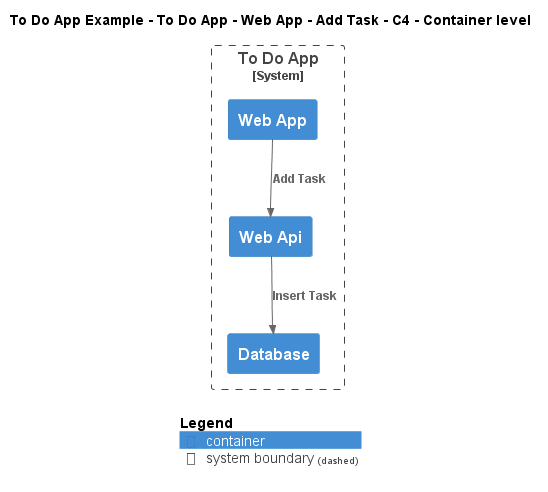 To Do App Example - To Do App - Web App - Add Task - C4 - Container level
To Do App
[System]
Web App
Add Task
Web Api
Insert Task
Database
Legend
container
system boundary (dashed)